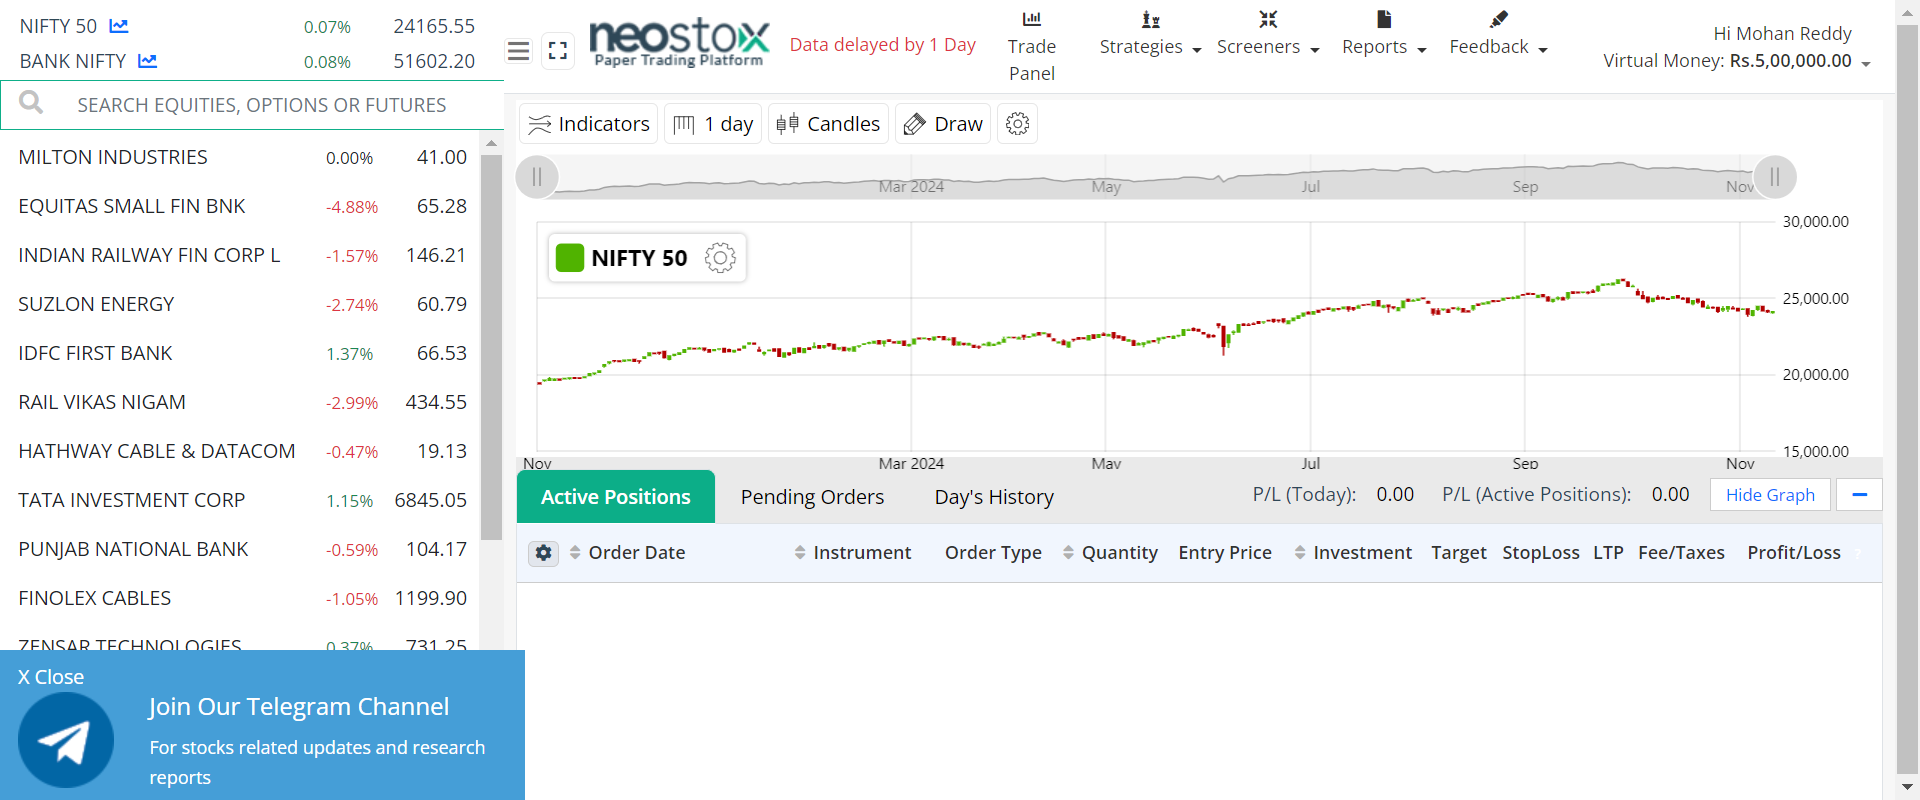 NIFTY 50 0.07% 24165.55
BANK NIFTY 0.08% 51602.20
SEARCH EQUITIES, OPTIONS OR FUTURES
MILTON INDUSTRIES 0.00% 41.00
EQUITAS SMALL FIN BNK -4.88% 65.28
INDIAN RAILWAY FIN CORP L -1.57% 146.21
SUZLON ENERGY -2.74% 60.79
IDFC FIRST BANK 1.37% 66.53
RAIL VIKAS NIGAM -2.99% 434.55
HATHWAY CABLE & DATACOM -0.47% 19.13
TATA INVESTMENT CORP 1.15% 6845.05
PUNJAB NATIONAL BANK -0.59% 104.17
FINOLEX CABLES -1.05% 1199.90
ZENSAR TECHNOLOGIES 0.37% 731.25
X Close
Join Our Telegram Channel
For stocks related updates and research
reports
neostox
Paper Trading Platform
Data delayed by 1 Day
Trade
Panel
Strategies
Screeners
Reports
Feedback
Hi Mohan Reddy
Virtual Money: Rs.5,00,000.00
Indicators 1 day Candles Draw
Mar 2024 May Jul Sep Nov
NIFTY 50
30,000.00
25,000.00
20,000.00
15,000.00
Nov Mar 2024 May Jul Sep Nov
Active Positions Pending Orders Day's History P/L (Today): 0.00 P/L (Active Positions): 0.00 Hide Graph
Order Date Instrument Order Type Quantity Entry Price Investment Target StopLoss LTP Fee/Taxes Profit/Loss ?